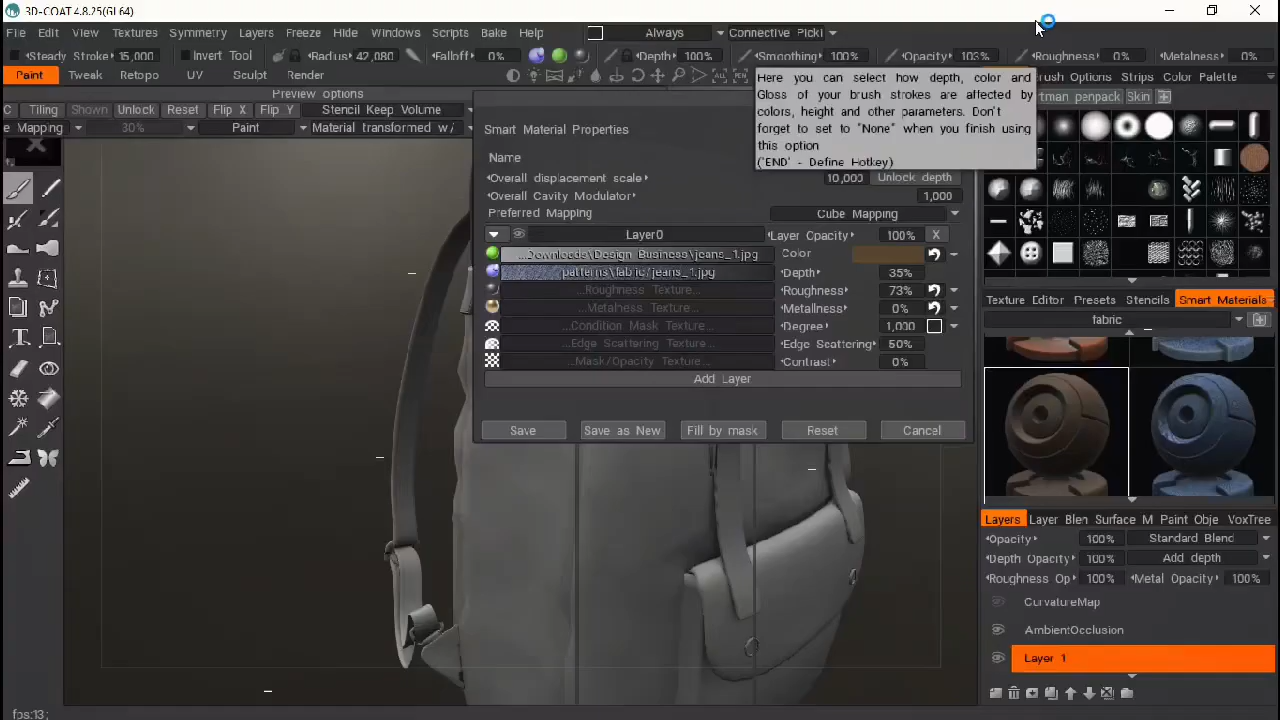 3D-COAT 4.8.25(GL64)
File Edit View Textures Symmetry Layers Freeze Hide Windows Scripts Bake Help Always Connective Picki
Steady Stroke 15,000 Invert Tool Radius 42,080 Falloff 0% Depth 100% Smoothing 100% Opacity 103% Roughness 0% Metalness 0%
Paint Tweak Retopo UV Sculpt Render
Here you can select how depth, color and
Gloss of your brush strokes are affected by
colors, height and other parameters. Don't
forget to set to "None" when you finish using
this option
('END' - Define Hotkey)
rush Options Strips Color Palette
Preview options
rtman penpack Skin
C Tiling Shown Unlock Reset Flip X Flip Y Stencil Keep Volume
e Mapping 30% Paint Material transformed w/
Smart Material Properties
Name
Overall displacement scale 10,000 Unlock depth
Overall Cavity Modulator 1,000
Preferred Mapping Cube Mapping
Layer0 Layer Opacity 100% X
...Downloads\Design Business\jeans_1.jpg Color
patterns\fabric/jeans_1.jpg Depth 35%
...Roughness Texture... Roughness 73%
...Metalness Texture... Metallness 0%
...Condition Mask Texture... Degree 1,000
...Edge Scattering Texture... Edge Scattering 50%
...Mask/Opacity Texture... Contrast 0%
Add Layer
Save Save as New Fill by mask Reset Cancel
Texture Editor Presets Stencils Smart Materials
fabric
Layers Layer Blen Surface M Paint Obje VoxTree
Opacity 100% Standard Blend
Depth Opacity 100% Add depth
Roughness Op 100% Metal Opacity 100%
CurvatureMap
AmbientOcclusion
Layer 1
fps:13;